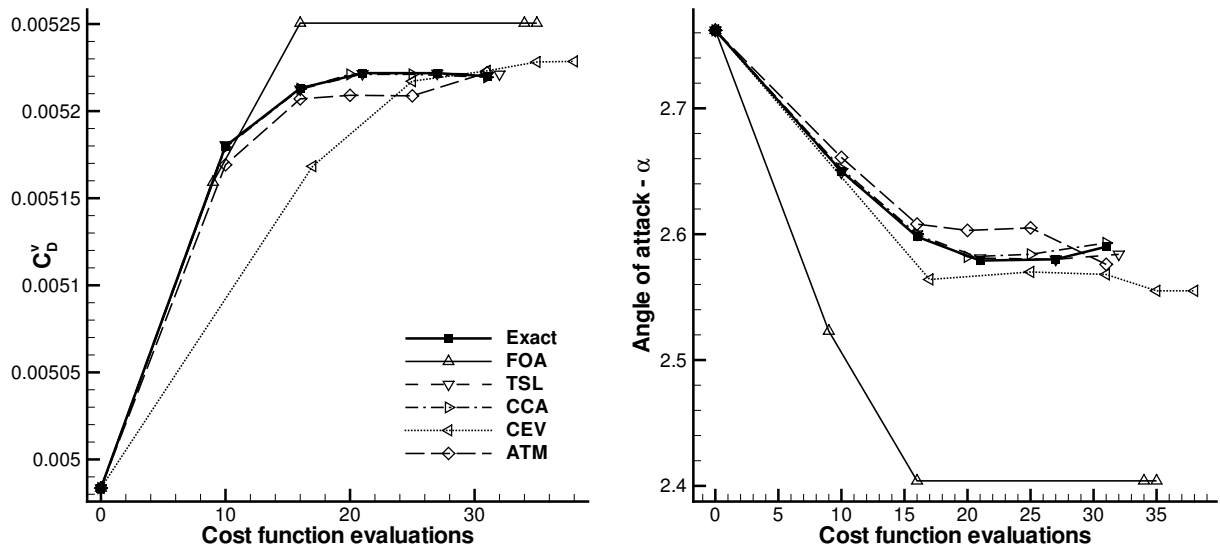 0.00525
0.0052
0.00515
0.0051
0.00505
0.005
C_D^v
0 10 20 30
Cost function evaluations
Exact
FOA
TSL
CCA
CEV
ATM
2.7
2.6
2.5
2.4
Angle of attack - α
0 5 10 15 20 25 30 35
Cost function evaluations